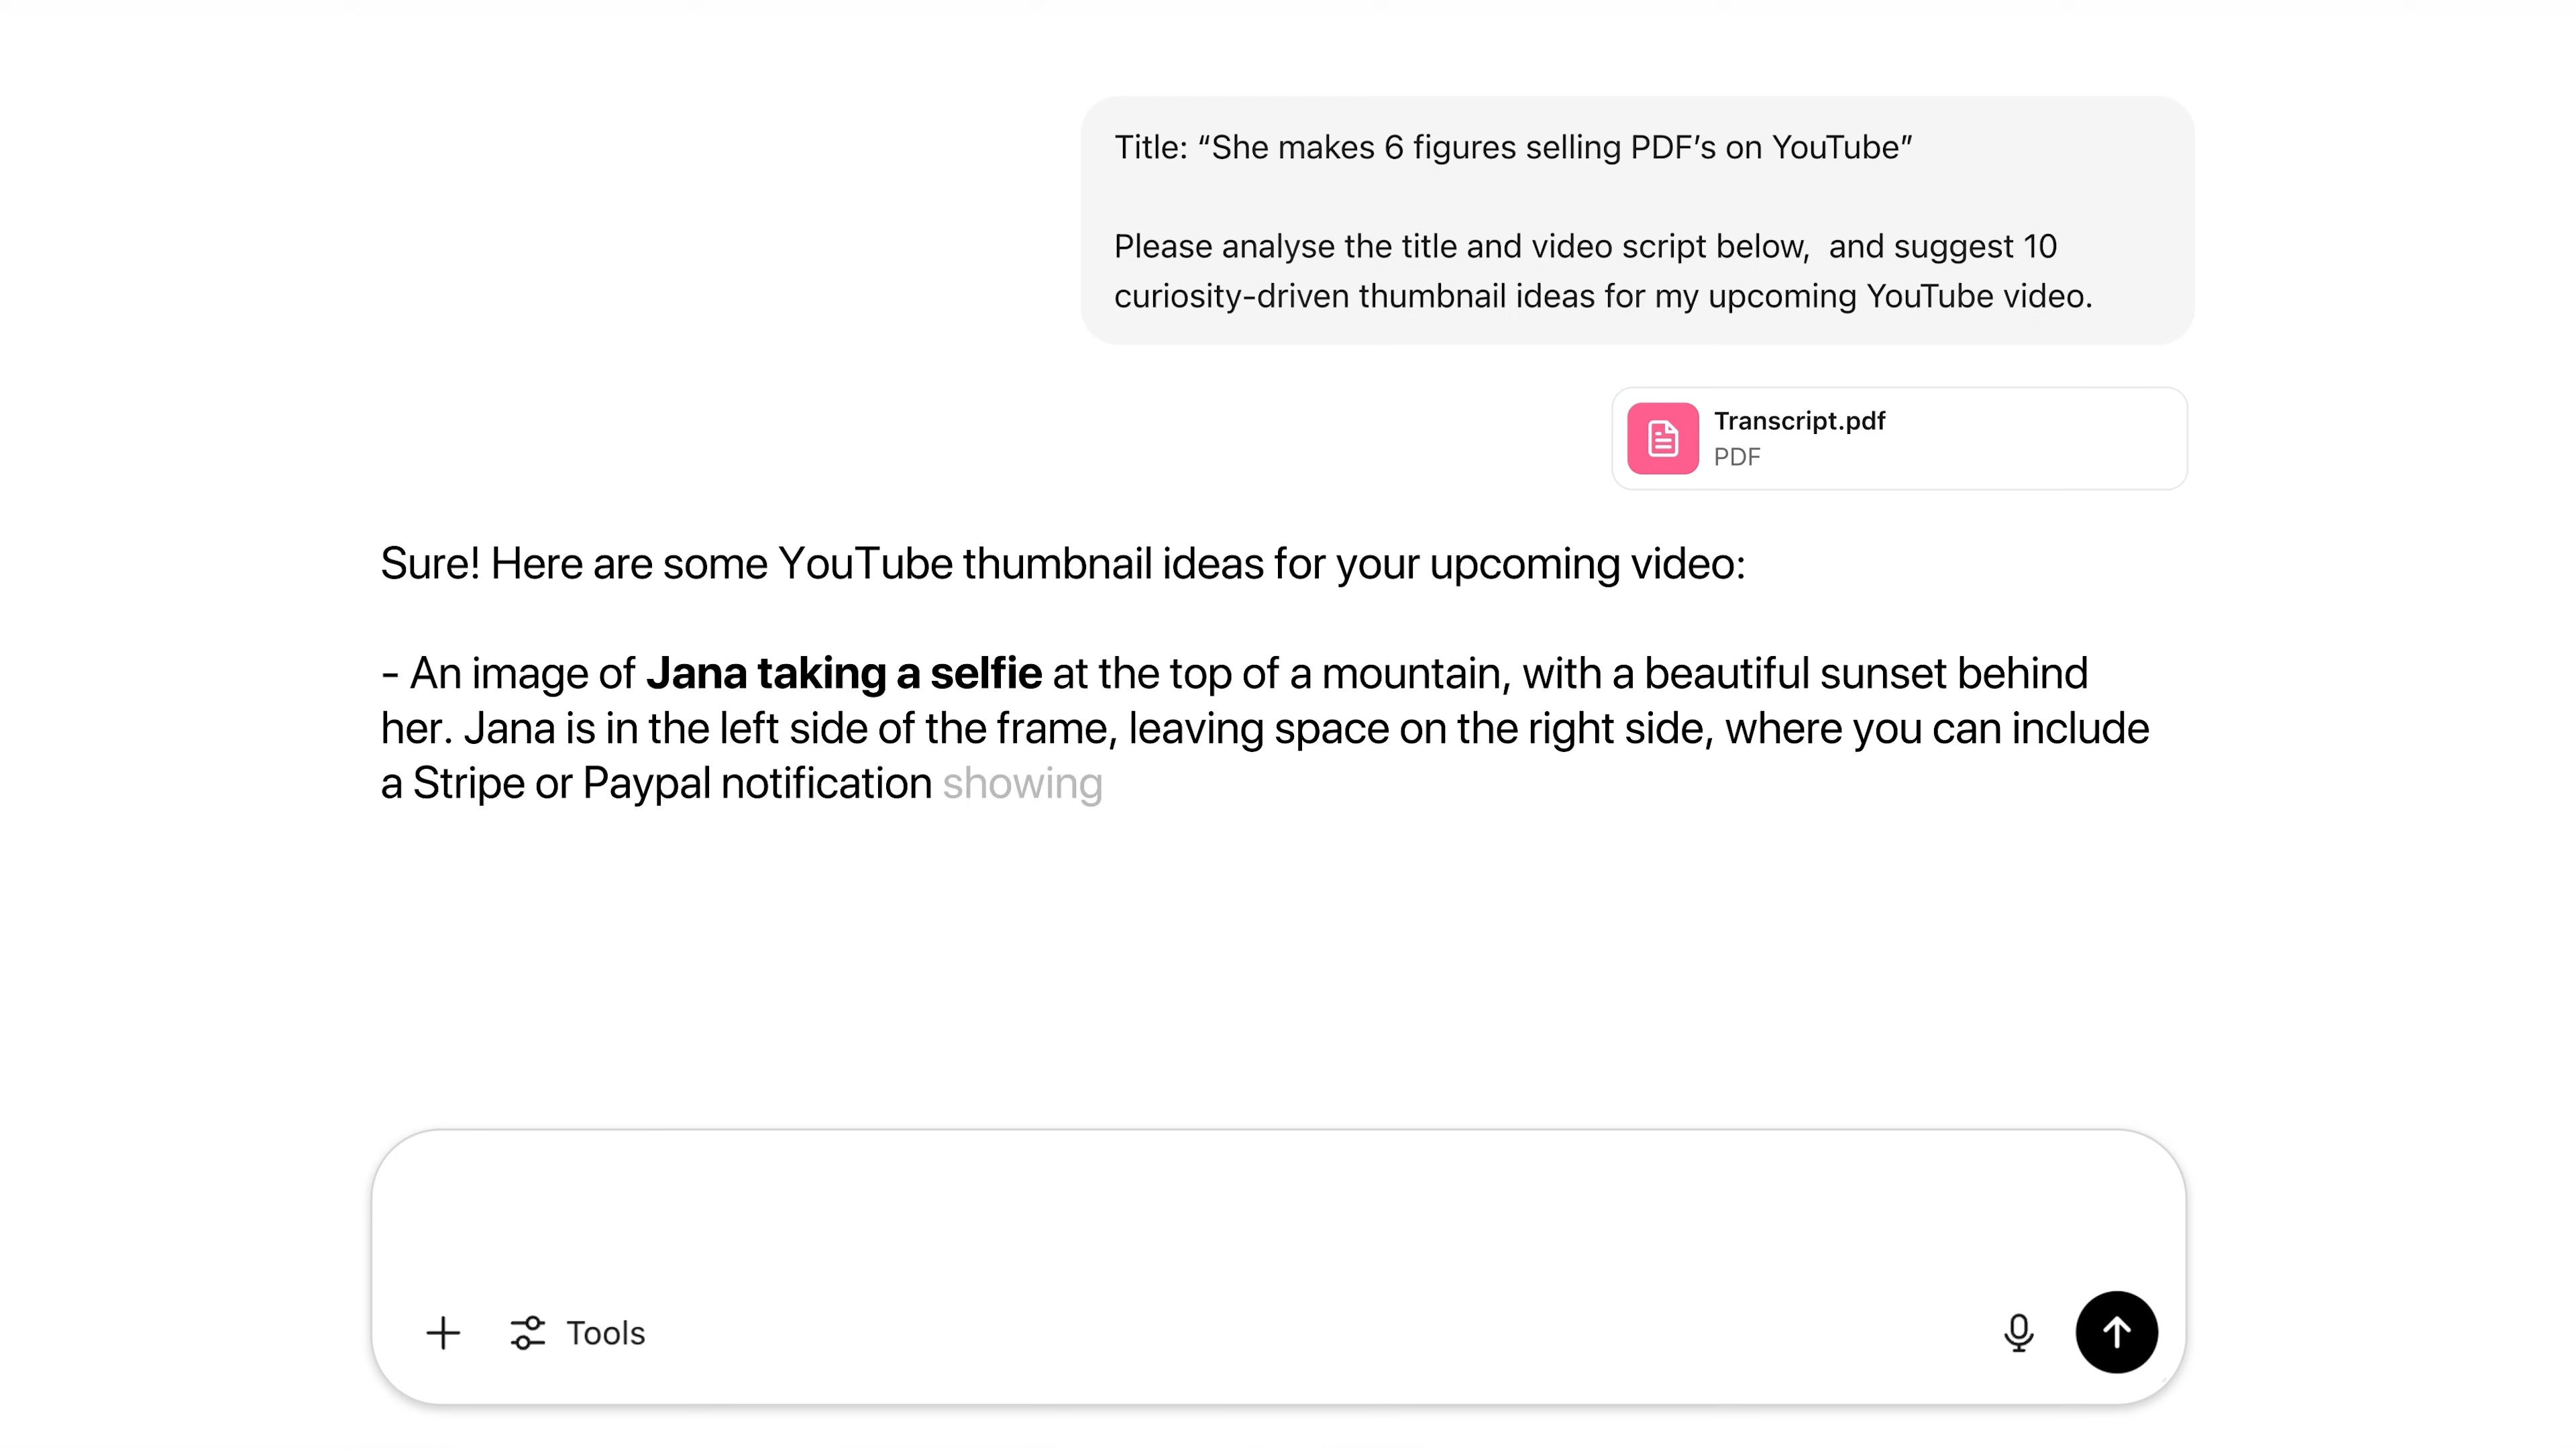 Title: “She makes 6 figures selling PDF’s on YouTube”
Please analyse the title and video script below,  and suggest 10
curiosity-driven thumbnail ideas for my upcoming YouTube video.
Transcript.pdf
PDF
Sure! Here are some YouTube thumbnail ideas for your upcoming video:
- An image of Jana taking a selfie at the top of a mountain, with a beautiful sunset behind
her. Jana is in the left side of the frame, leaving space on the right side, where you can include
a Stripe or Paypal notification showing
Tools